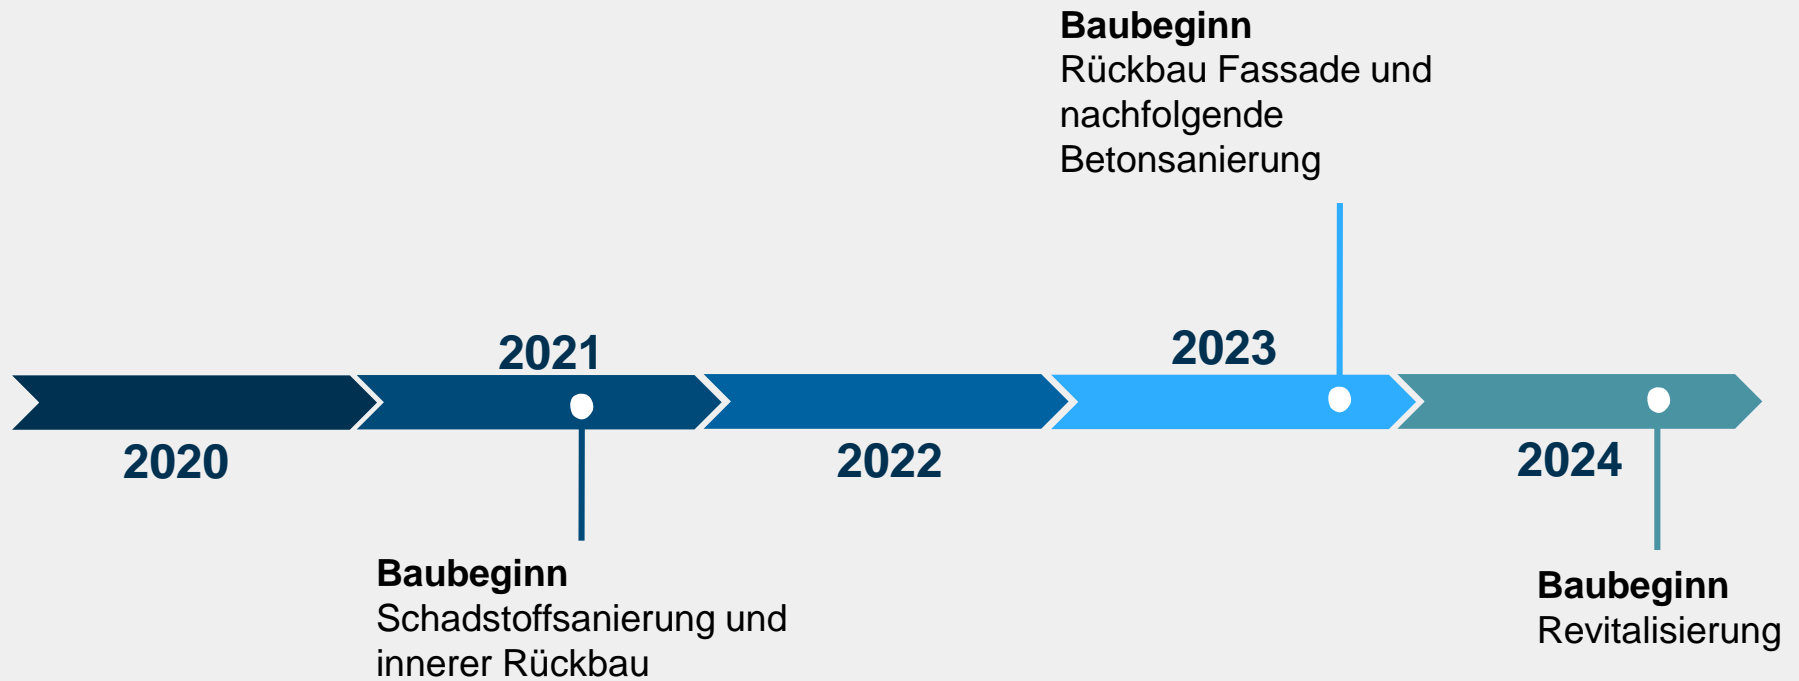 Baubeginn
Rückbau Fassade und
nachfolgende
Betonsanierung
2021
2023
2020
2022
2024
Baubeginn
Schadstoffsanierung und
innerer Rückbau
Baubeginn
Revitalisierung